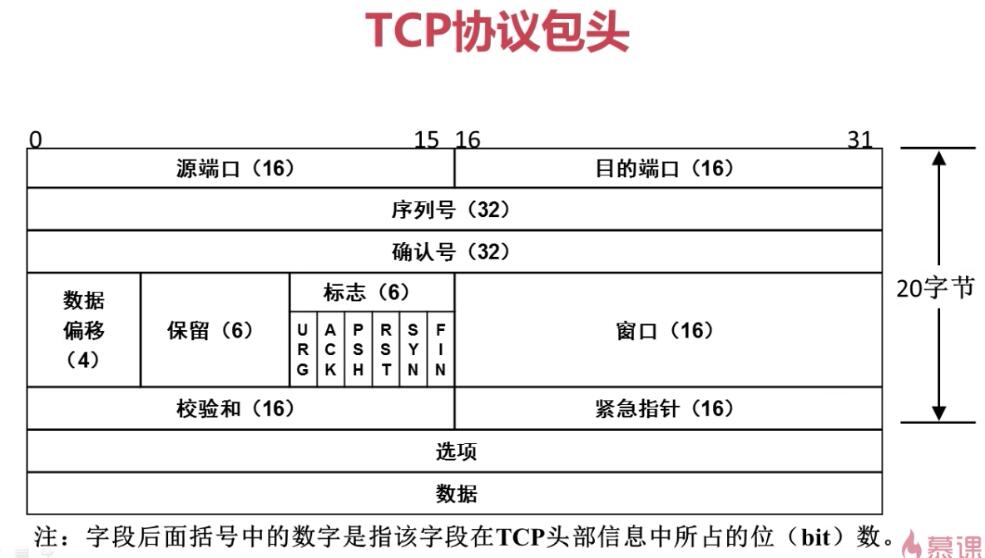 TCP协议包头
0 15 16 31
源端口（16） 目的端口（16）
序列号（32）
确认号（32）
20字节
数据
偏移
（4）
保留（6）
标志（6）
URG ACK PSH RST SYN FIN
窗口（16）
校验和（16） 紧急指针（16）
选项
数据
注：字段后面括号中的数字是指该字段在TCP头部信息中所占的位（bit）数。
慕课